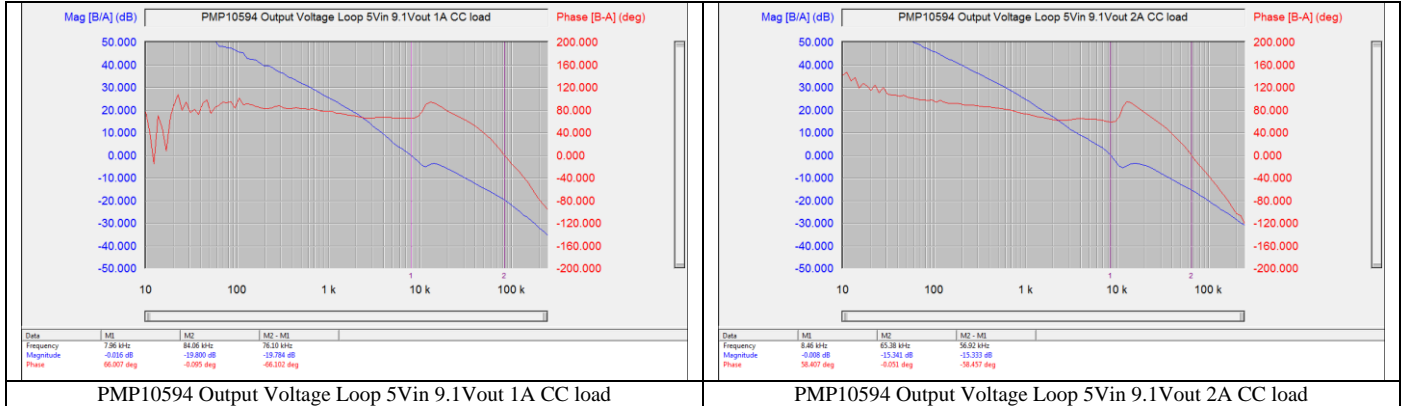 Mag [B/A] (dB) PMP10594 Output Voltage Loop 5Vin 9.1Vout 1A CC load Phase [B-A] (deg)
50.000 200.000
40.000 160.000
30.000 120.000
20.000 80.000
10.000 40.000
0.000 0.000
-10.000 -40.000
-20.000 -80.000
-30.000 -120.000
-40.000 -160.000
-50.000 -200.000
1 2
10 100 1 k 10 k 100 k
Data M1 M2 M2 - M1
Frequency 7.96 kHz 84.06 kHz 76.10 kHz
Magnitude -0.016 dB -19.800 dB -19.784 dB
Phase 66.007 deg -0.095 deg -66.102 deg
PMP10594 Output Voltage Loop 5Vin 9.1Vout 1A CC load
Mag [B/A] (dB) PMP10594 Output Voltage Loop 5Vin 9.1Vout 2A CC load Phase [B-A] (deg)
50.000 200.000
40.000 160.000
30.000 120.000
20.000 80.000
10.000 40.000
0.000 0.000
-10.000 -40.000
-20.000 -80.000
-30.000 -120.000
-40.000 -160.000
-50.000 -200.000
1 2
10 100 1 k 10 k 100 k
Data M1 M2 M2 - M1
Frequency 8.46 kHz 65.38 kHz 56.92 kHz
Magnitude -0.008 dB -15.341 dB -15.333 dB
Phase 58.407 deg -0.051 deg -58.457 deg
PMP10594 Output Voltage Loop 5Vin 9.1Vout 2A CC load